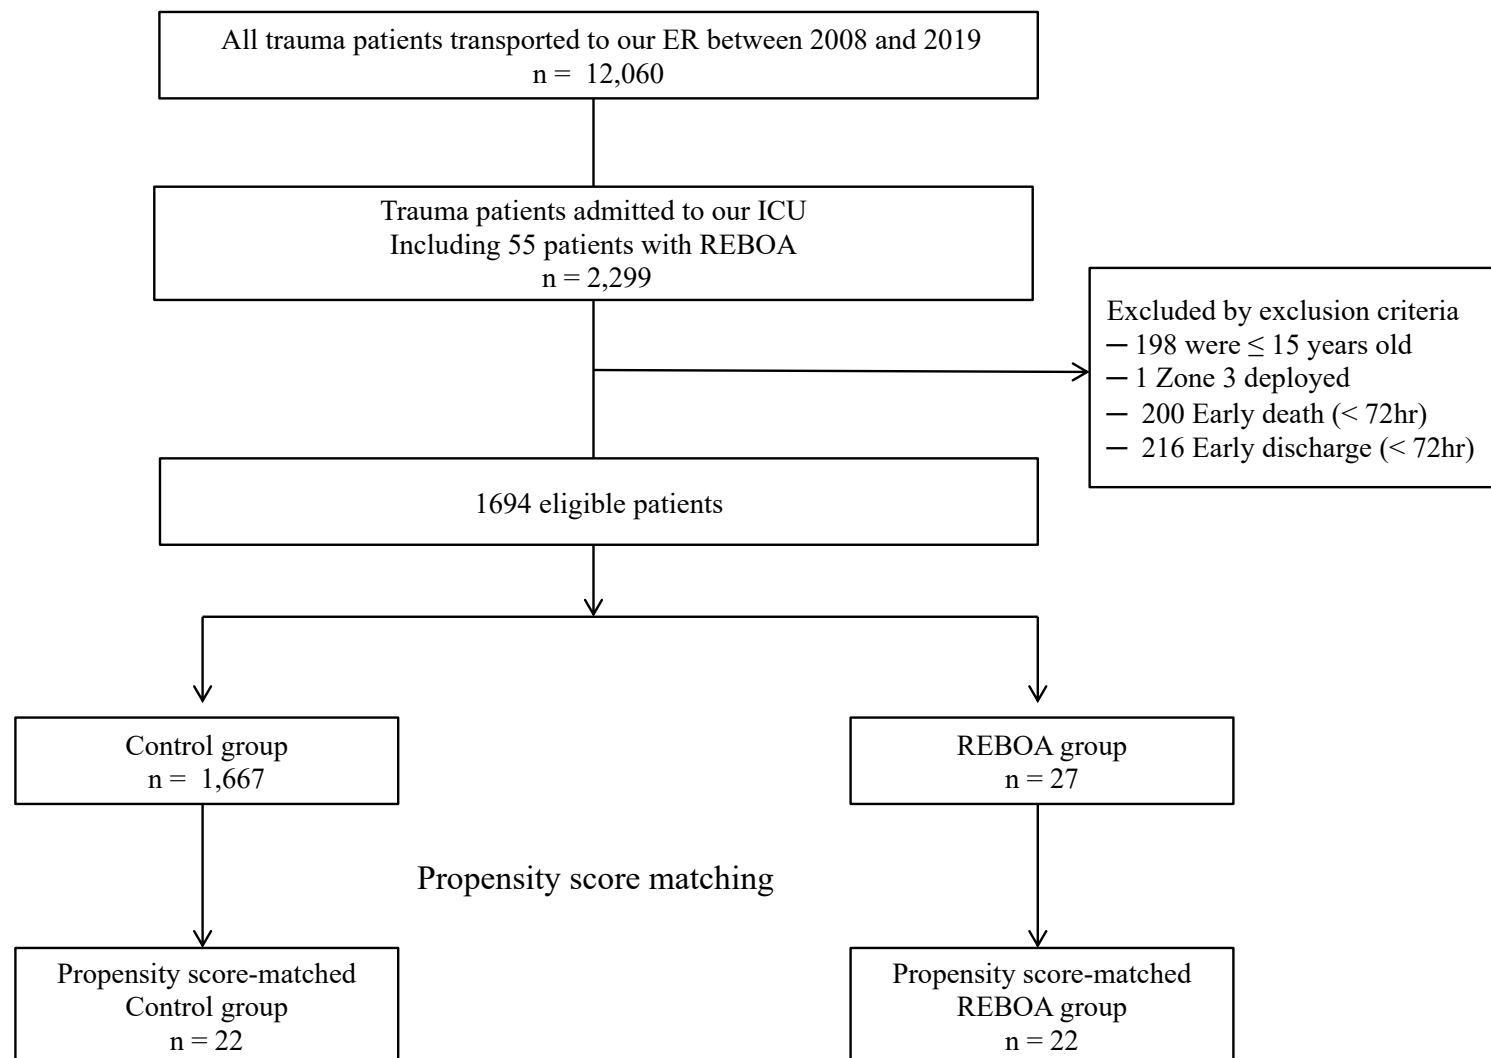 All trauma patients transported to our ER between 2008 and 2019
n = 12,060
Trauma patients admitted to our ICU
Including 55 patients with REBOA
n = 2,299
Excluded by exclusion criteria
─ 198 were ≤ 15 years old
─ 1 Zone 3 deployed
─ 200 Early death (< 72hr)
─ 216 Early discharge (< 72hr)
1694 eligible patients
Control group
n = 1,667
REBOA group
n = 27
Propensity score matching
Propensity score-matched
Control group
n = 22
Propensity score-matched
REBOA group
n = 22